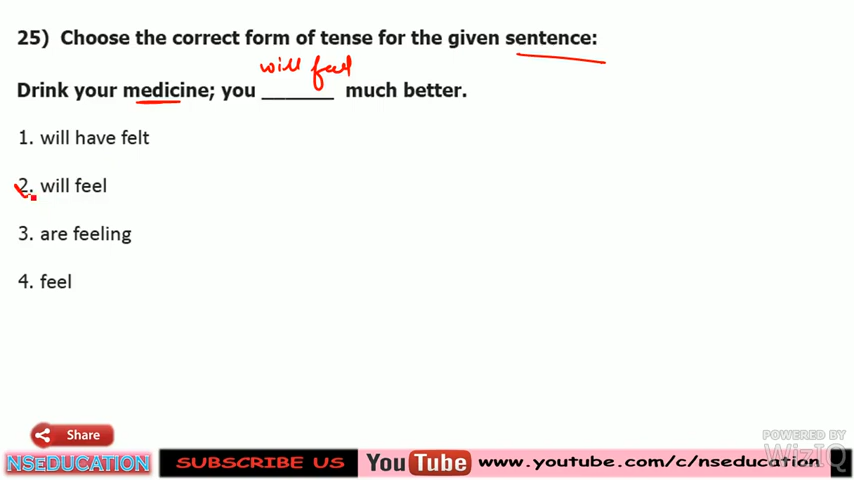 25) Choose the correct form of tense for the given sentence:
will feel
Drink your medicine; you ______ much better.
1. will have felt
2. will feel
3. are feeling
4. feel
Share
NSEDUCATION SUBSCRIBE US YouTube www.youtube.com/c/nseducation
POWERED BY
WizIQ